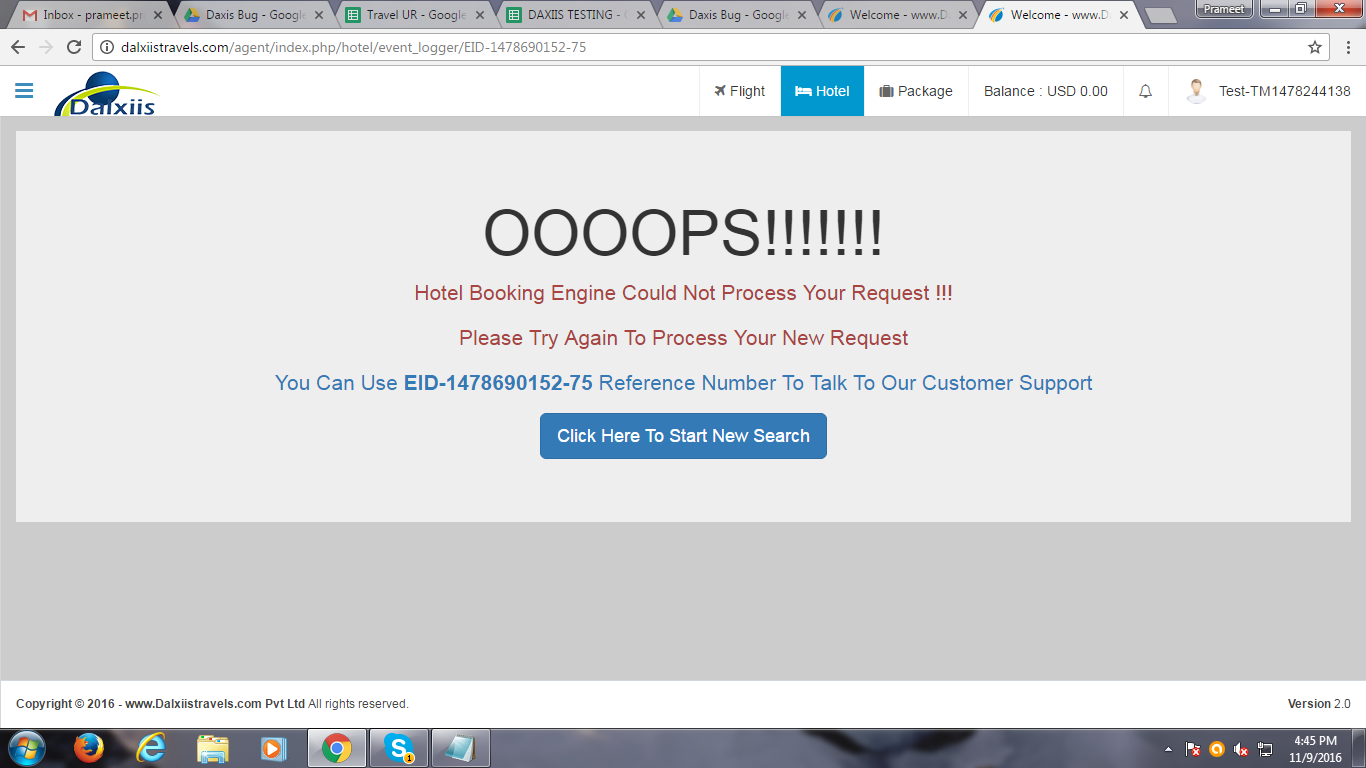 Inbox - prameet.pr
Daxis Bug - Google
Travel UR - Google
DAXIIS TESTING - G
Daxis Bug - Google
Welcome - www.Da
Welcome - www.Da
Prameet
dalxiistravels.com/agent/index.php/hotel/event_logger/EID-1478690152-75
Dalxiis
Flight
Hotel
Package
Balance : USD 0.00
Test-TM1478244138
OOOOPS!!!!!!!
Hotel Booking Engine Could Not Process Your Request !!!
Please Try Again To Process Your New Request
You Can Use EID-1478690152-75 Reference Number To Talk To Our Customer Support
Click Here To Start New Search
Copyright © 2016 - www.Dalxiistravels.com Pvt Ltd All rights reserved.
Version 2.0
1
4:45 PM
11/9/2016